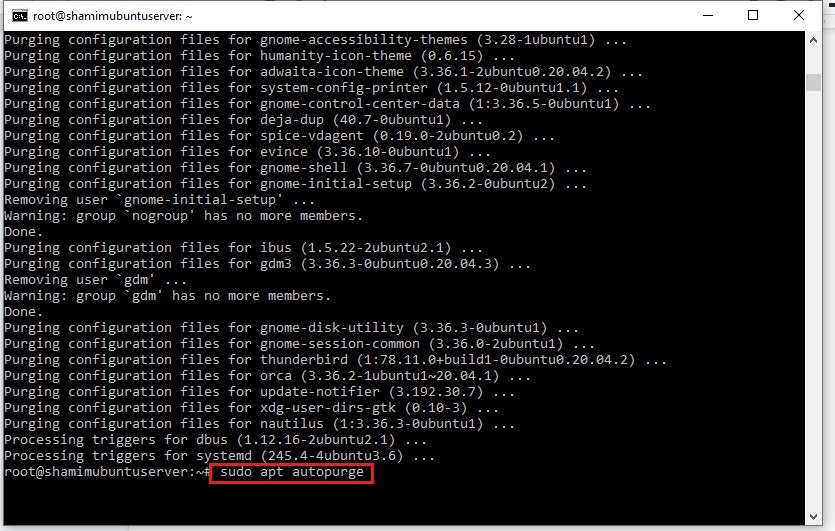 root@shamimubuntuserver: ~
Purging configuration files for gnome-accessibility-themes (3.28-1ubuntu1) ...
Purging configuration files for humanity-icon-theme (0.6.15) ...
Purging configuration files for adwaita-icon-theme (3.36.1-2ubuntu0.20.04.2) ...
Purging configuration files for system-config-printer (1.5.12-0ubuntu1.1) ...
Purging configuration files for gnome-control-center-data (1:3.36.5-0ubuntu1) ...
Purging configuration files for deja-dup (40.7-0ubuntu1) ...
Purging configuration files for spice-vdagent (0.19.0-2ubuntu0.2) ...
Purging configuration files for evince (3.36.10-0ubuntu1) ...
Purging configuration files for gnome-shell (3.36.7-0ubuntu0.20.04.1) ...
Purging configuration files for gnome-initial-setup (3.36.2-0ubuntu2) ...
Removing user `gnome-initial-setup' ...
Warning: group `nogroup' has no more members.
Done.
Purging configuration files for ibus (1.5.22-2ubuntu2.1) ...
Purging configuration files for gdm3 (3.36.3-0ubuntu0.20.04.3) ...
Removing user `gdm' ...
Warning: group `gdm' has no more members.
Done.
Purging configuration files for gnome-disk-utility (3.36.3-0ubuntu1) ...
Purging configuration files for gnome-session-common (3.36.0-2ubuntu1) ...
Purging configuration files for thunderbird (1:78.11.0+build1-0ubuntu0.20.04.2) ...
Purging configuration files for orca (3.36.2-1ubuntu1~20.04.1) ...
Purging configuration files for update-notifier (3.192.30.7) ...
Purging configuration files for xdg-user-dirs-gtk (0.10-3) ...
Purging configuration files for nautilus (1:3.36.3-0ubuntu1) ...
Processing triggers for dbus (1.12.16-2ubuntu2.1) ...
Processing triggers for systemd (245.4-4ubuntu3.6) ...
root@shamimubuntuserver:~# sudo apt autopurge